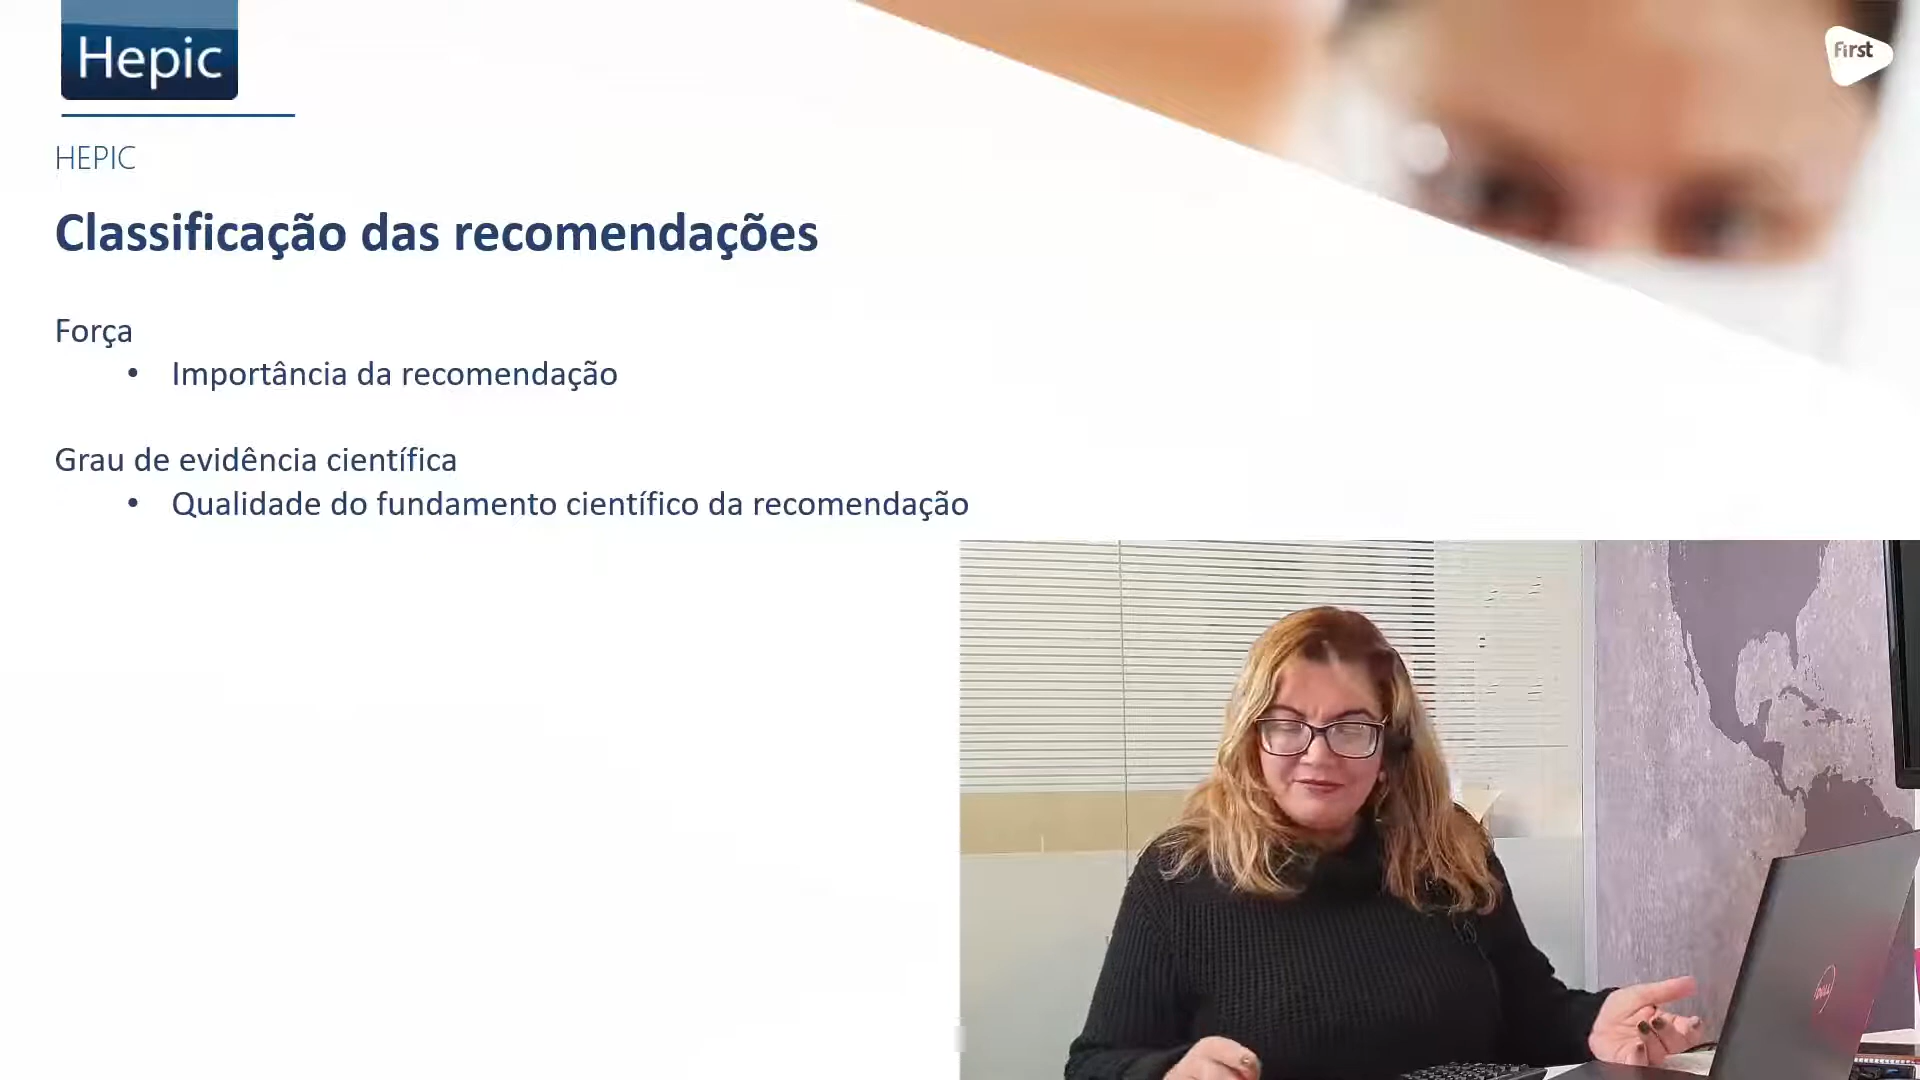 Hepic
First
HEPIC
Classificação das recomendações
Força
• Importância da recomendação
Grau de evidência científica
• Qualidade do fundamento científico da recomendação
DELL